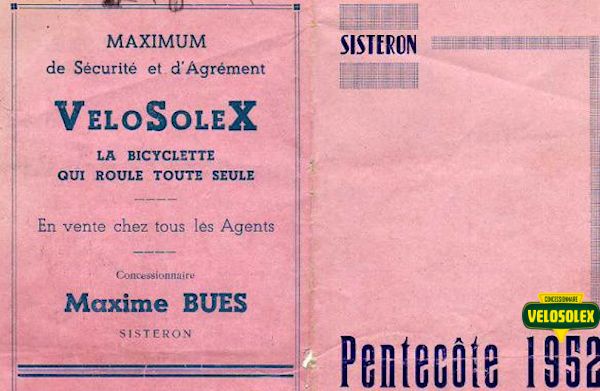 MAXIMUM
de Sécurité et d'Agrément
VELOSOLEX
LA BICYCLETTE
QUI ROULE TOUTE SEULE
En vente chez tous les Agents
Concessionnaire
Maxime BUES
SISTERON
SISTERON
Pentecôte 1952
CONCESSIONNAIRE
VELOSOLEX